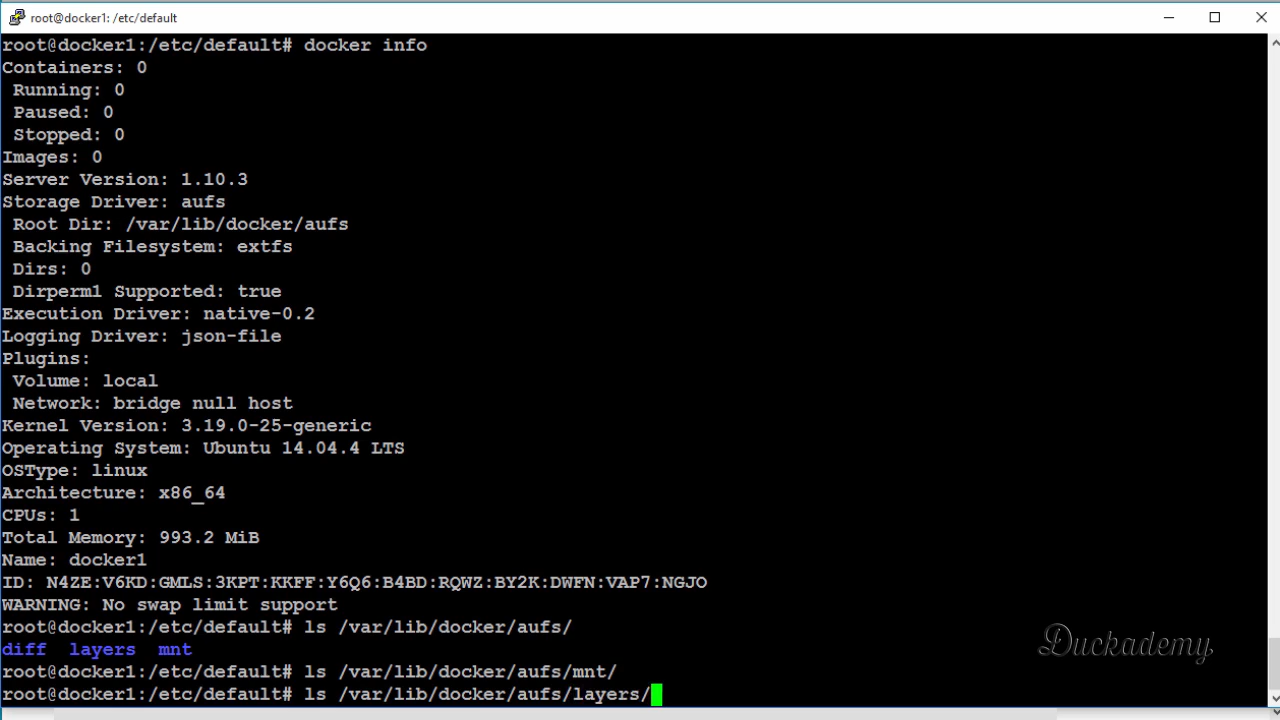 root@docker1: /etc/default
root@docker1:/etc/default# docker info
Containers: 0
 Running: 0
 Paused: 0
 Stopped: 0
Images: 0
Server Version: 1.10.3
Storage Driver: aufs
 Root Dir: /var/lib/docker/aufs
 Backing Filesystem: extfs
 Dirs: 0
 Dirperm1 Supported: true
Execution Driver: native-0.2
Logging Driver: json-file
Plugins:
 Volume: local
 Network: bridge null host
Kernel Version: 3.19.0-25-generic
Operating System: Ubuntu 14.04.4 LTS
OSType: linux
Architecture: x86_64
CPUs: 1
Total Memory: 993.2 MiB
Name: docker1
ID: N4ZE:V6KD:GMLS:3KPT:KKFF:Y6Q6:B4BD:RQWZ:BY2K:DWFN:VAP7:NGJO
WARNING: No swap limit support
root@docker1:/etc/default# ls /var/lib/docker/aufs/
diff  layers  mnt
root@docker1:/etc/default# ls /var/lib/docker/aufs/mnt/
root@docker1:/etc/default# ls /var/lib/docker/aufs/layers/
Duckademy